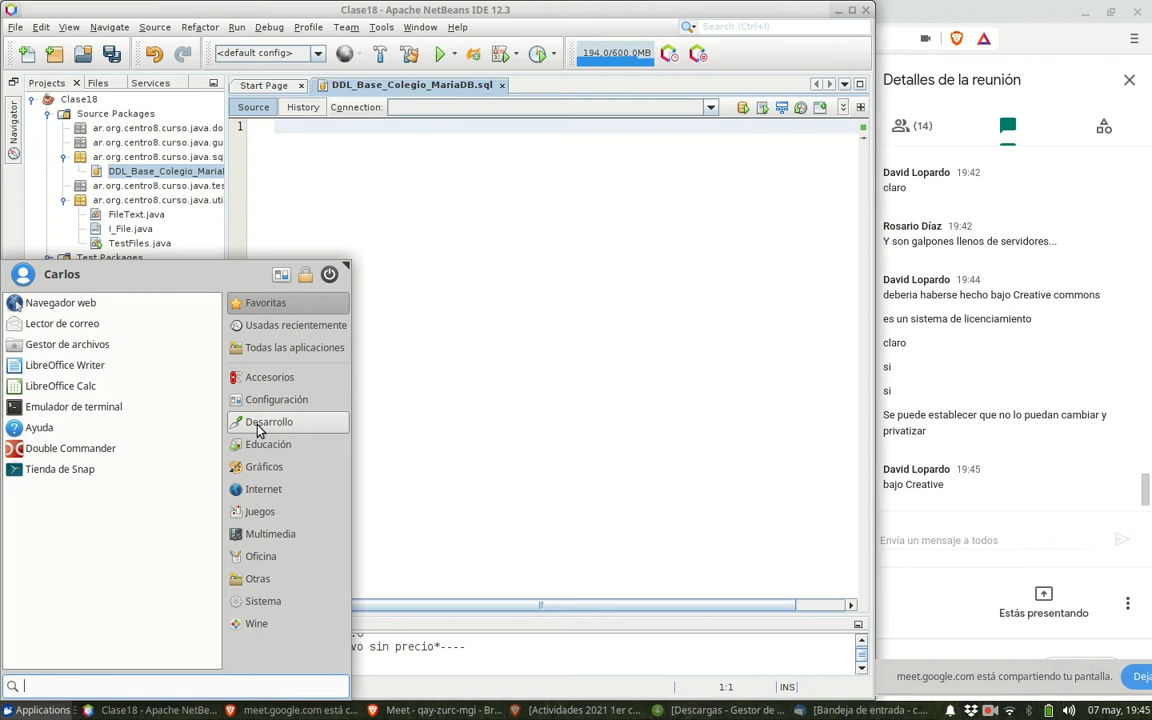 Clase18 - Apache NetBeans IDE 12.3
File Edit View Navigate Source Refactor Run Debug Profile Team Tools Window Help
Search (Ctrl+I)
<default config>
194.0/600.0MB
Projects Files Services
Start Page
DDL_Base_Colegio_MariaDB.sql
Source History Connection:
Navigator
Clase18
Source Packages
ar.org.centro8.curso.java.do
ar.org.centro8.curso.java.gu
ar.org.centro8.curso.java.sq
DDL_Base_Colegio_Maria
ar.org.centro8.curso.java.tes
ar.org.centro8.curso.java.uti
FileText.java
I_File.java
TestFiles.java
Test Packages
1
Carlos
Navegador web
Lector de correo
Gestor de archivos
LibreOffice Writer
LibreOffice Calc
Emulador de terminal
Ayuda
Double Commander
Tienda de Snap
Favoritas
Usadas recientemente
Todas las aplicaciones
Accesorios
Configuración
Desarrollo
Educación
Gráficos
Internet
Juegos
Multimedia
Oficina
Otras
Sistema
Wine
vo sin precio*----
1:1 INS
Detalles de la reunión
(14)
David Lopardo 19:42
claro
Rosario Díaz 19:42
Y son galpones llenos de servidores...
David Lopardo 19:44
deberia haberse hecho bajo Creative commons
es un sistema de licenciamiento
claro
si
si
Se puede establecer que no lo puedan cambiar y
privatizar
David Lopardo 19:45
bajo Creative
Envía un mensaje a todos
Estás presentando
meet.google.com está compartiendo tu pantalla.
Deja
Applications
Clase18 - Apache NetBe...
meet.google.com está c...
Meet - qay-zurc-mgi - Br...
[Actividades 2021 1er c...
[Descargas - Gestor de ...
[Bandeja de entrada - c...
07 may, 19:45